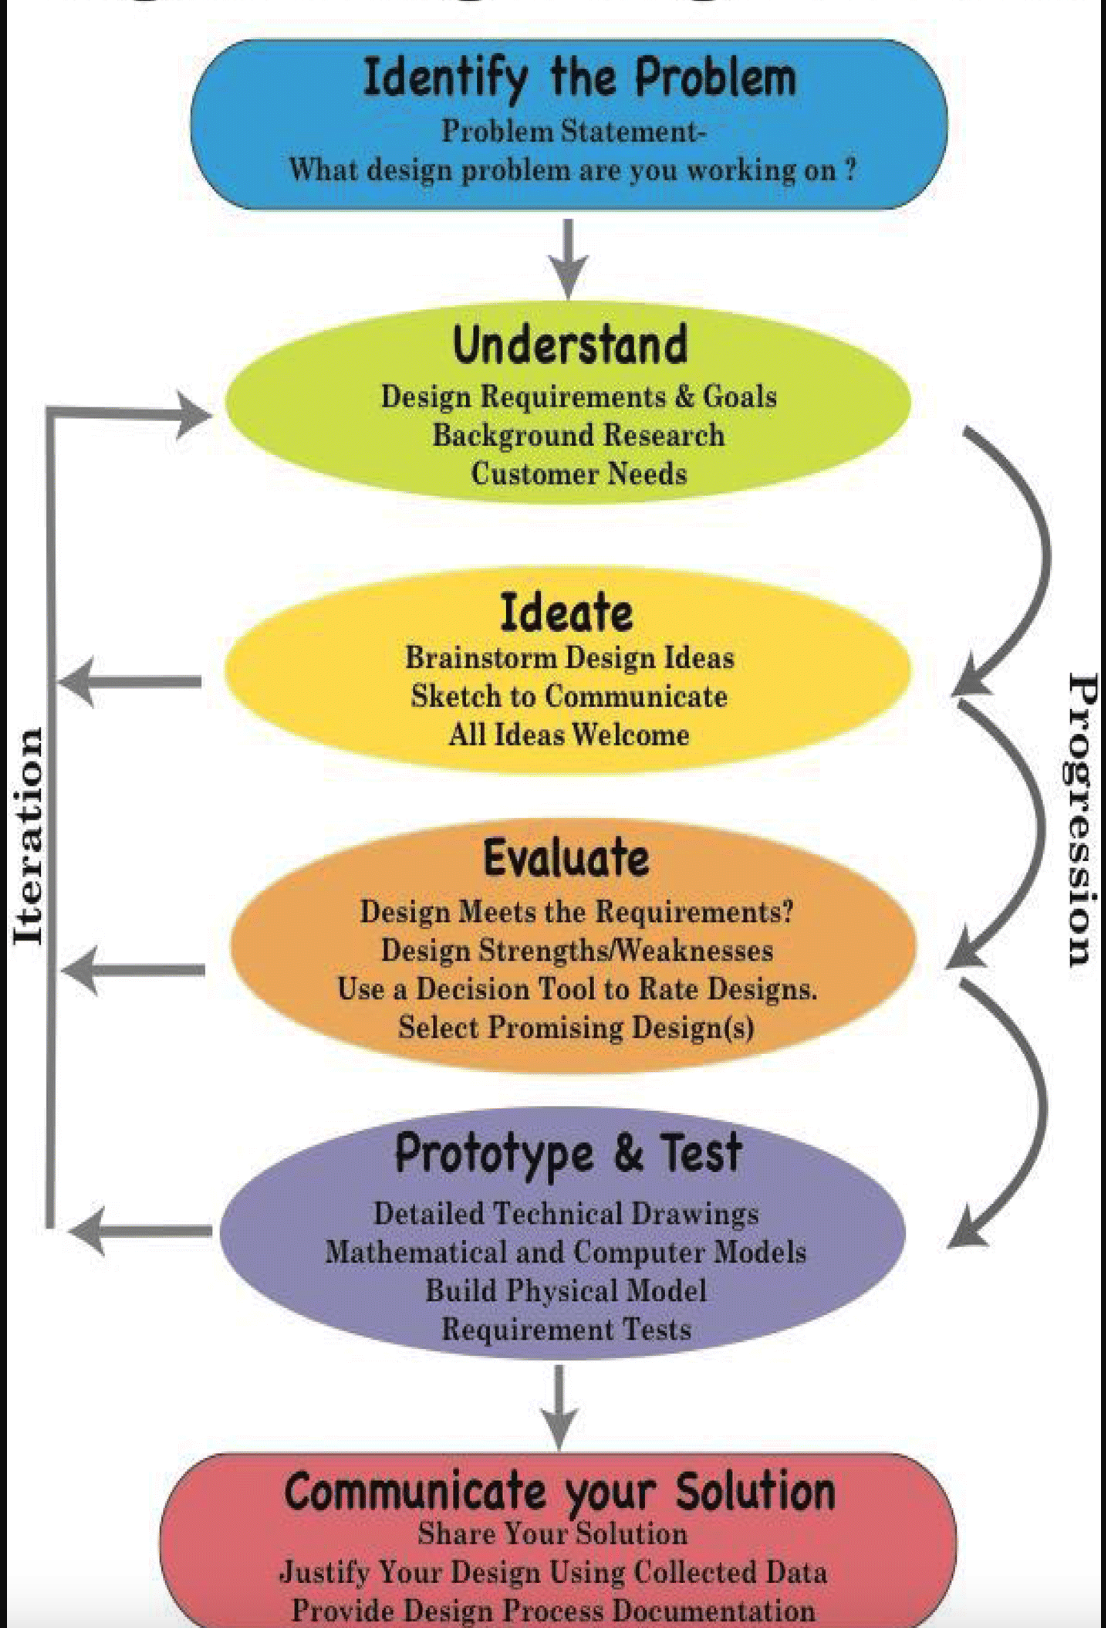 Identify the Problem
Problem Statement-
What design problem are you working on ?
Understand
Design Requirements & Goals
Background Research
Customer Needs
Ideate
Brainstorm Design Ideas
Sketch to Communicate
All Ideas Welcome
Evaluate
Design Meets the Requirements?
Design Strengths/Weaknesses
Use a Decision Tool to Rate Designs.
Select Promising Design(s)
Prototype & Test
Detailed Technical Drawings
Mathematical and Computer Models
Build Physical Model
Requirement Tests
Communicate your Solution
Share Your Solution
Justify Your Design Using Collected Data
Provide Design Process Documentation
Iteration
Progression